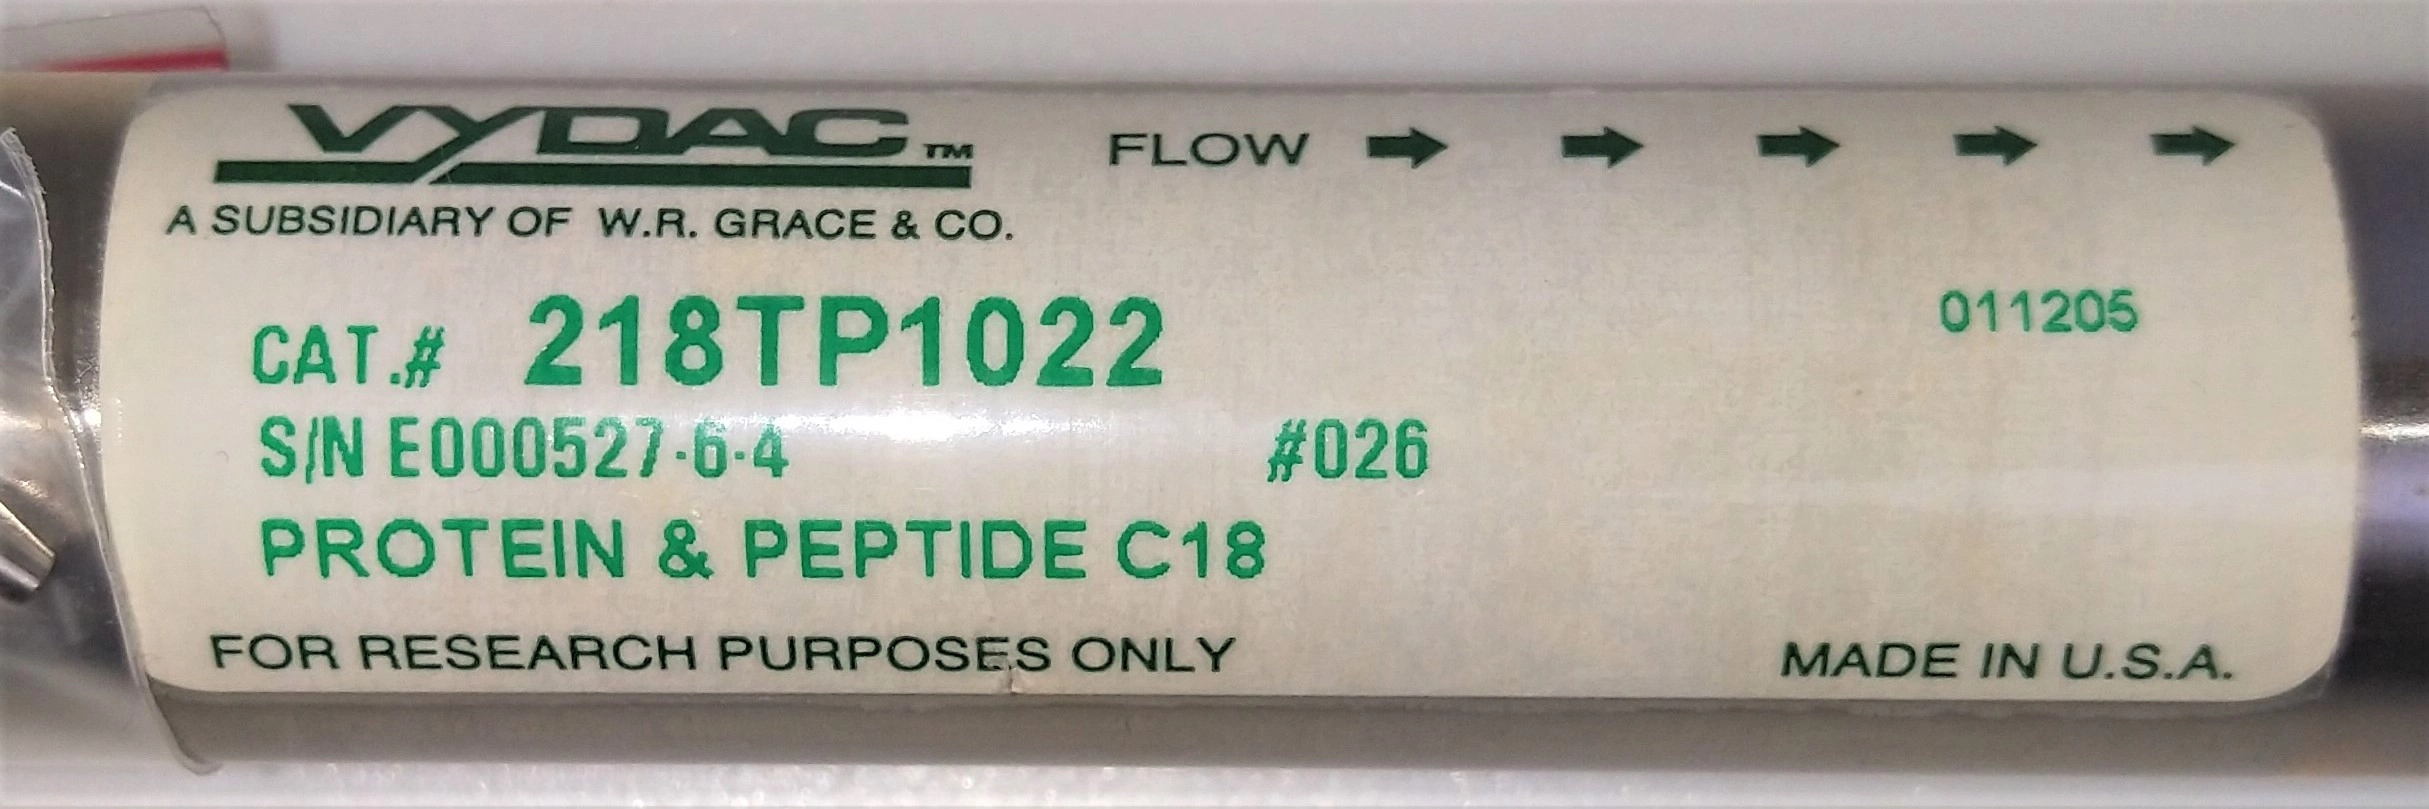 VYDAC™
FLOW
A SUBSIDIARY OF W.R. GRACE & CO.
CAT.# 218TP1022
011205
S/N E000527-6-4 #026
PROTEIN & PEPTIDE C18
FOR RESEARCH PURPOSES ONLY
MADE IN U.S.A.